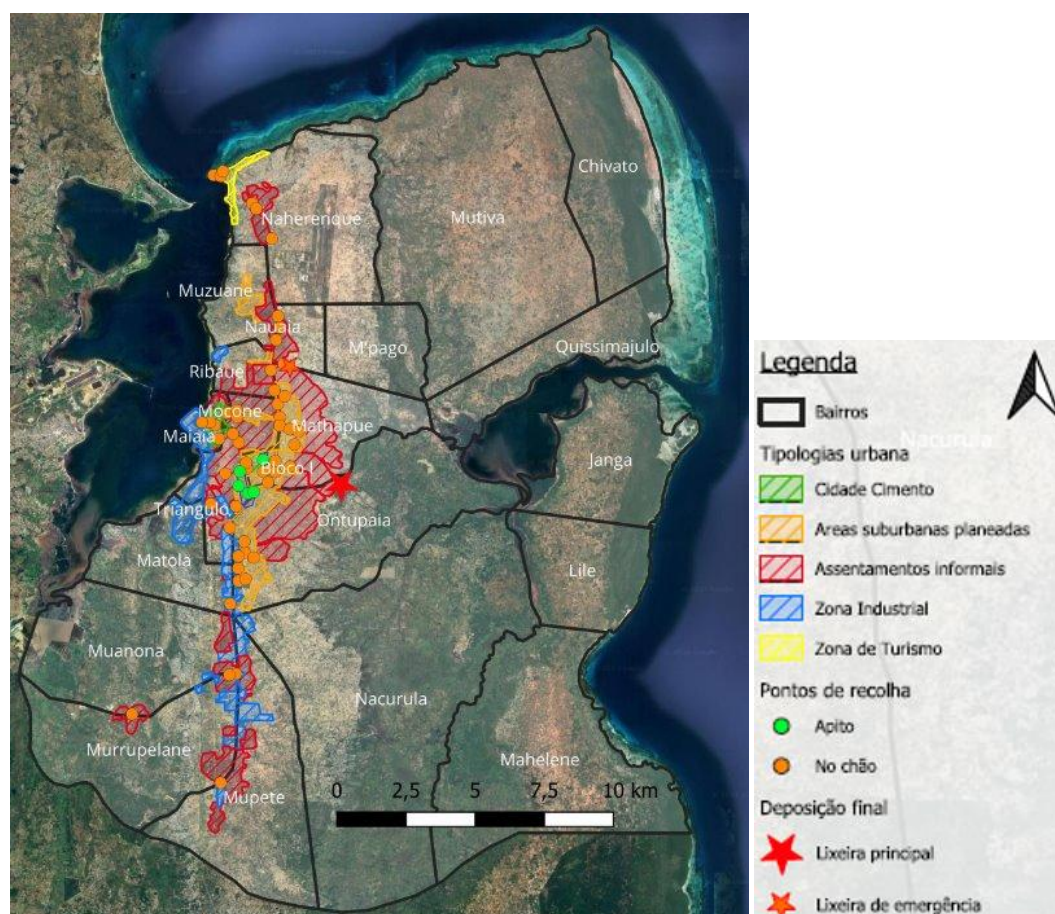 Chivato
Naherenque
Mutiva
Muzuane
Nauaia
M'pago
Quissimajulo
Ribaue
Mocone
Mathapue
Maiaia
Bloco I
Janga
Triangulo
Ontupaia
Matola
Lile
Muanona
Nacurula
Murrupelane
Mahelene
Mupete
0 2,5 5 7,5 10 km
Legenda
Bairros
Nacurula
Tipologias urbana
Cidade Cimento
Areas suburbanas planeadas
Assentamentos informais
Zona Industrial
Zona de Turismo
Pontos de recolha
Apito
No chão
Deposição final
Lixeira principal
Lixeira de emergência